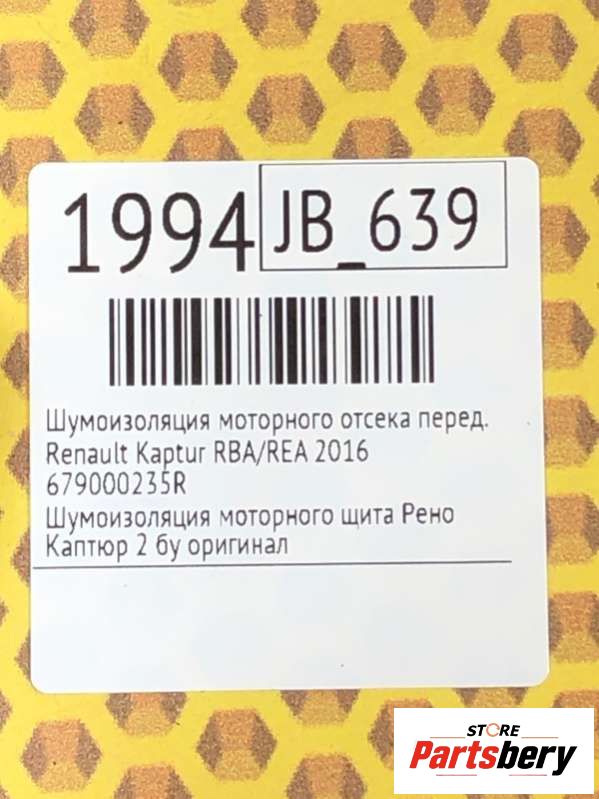 1994 JB_639
Шумоизоляция моторного отсека перед.
Renault Kaptur RBA/REA 2016
679000235R
Шумоизоляция моторного щита Рено
Каптюр 2 бу оригинал
STORE
Partsbery